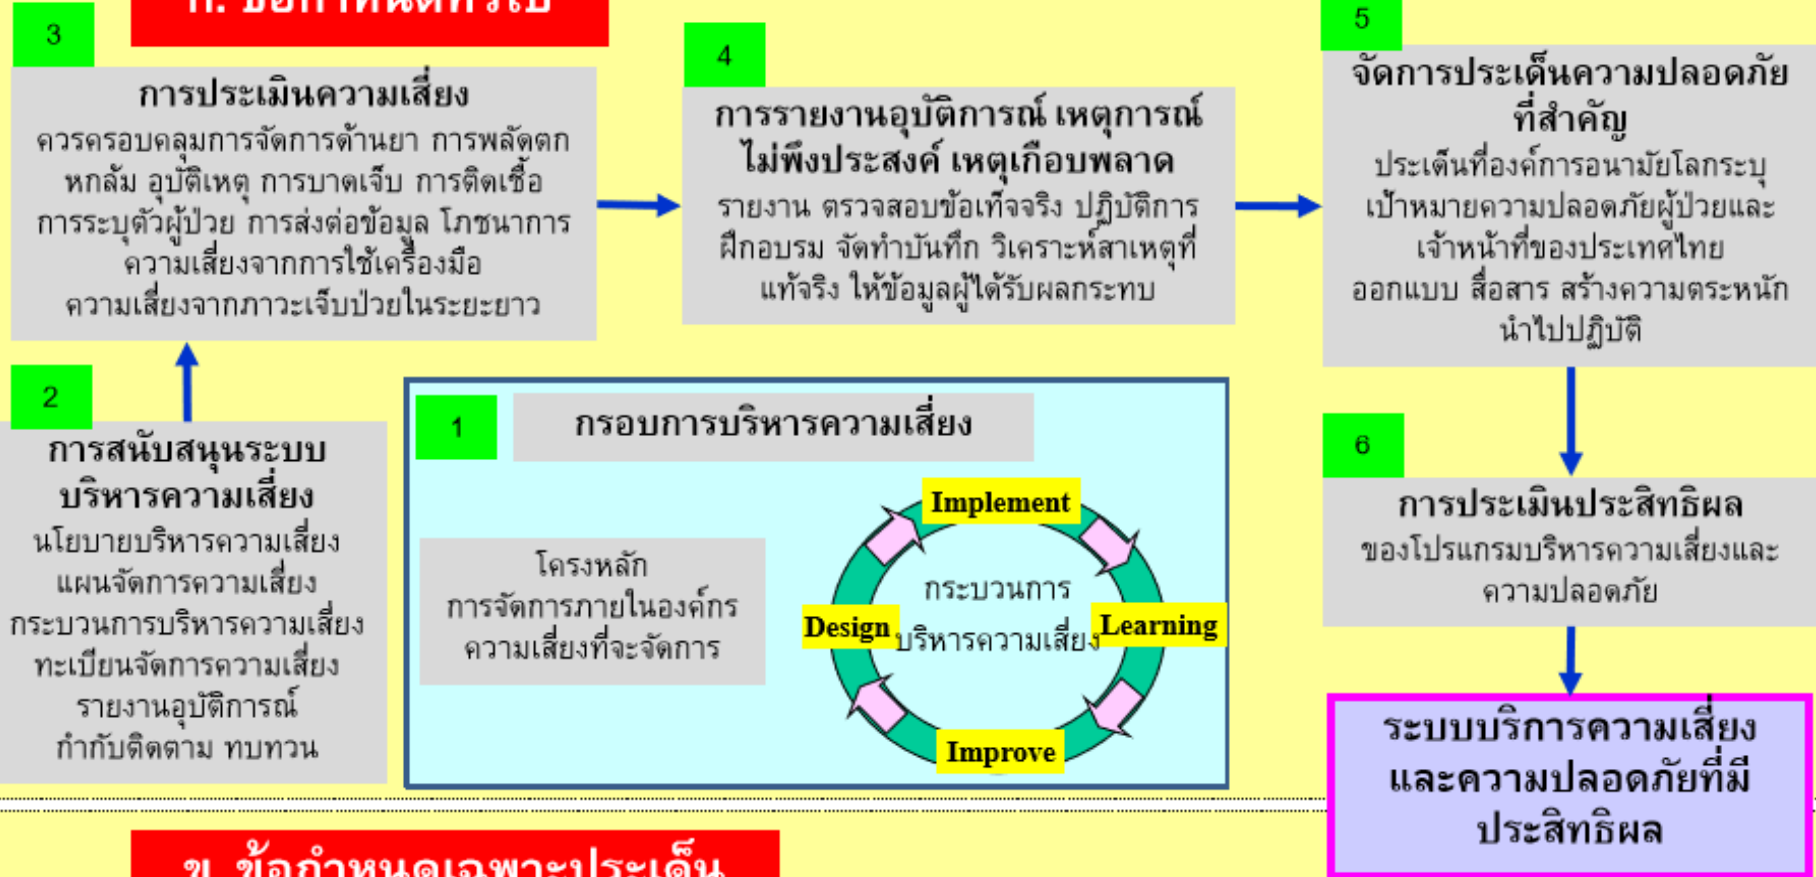 ก. ข้อกำหนดทั่วไป
3
การประเมินความเสี่ยง
ควรครอบคลุมการจัดการด้านยา การพลัดตก
หกล้ม อุบัติเหตุ การบาดเจ็บ การติดเชื้อ
การระบุตัวผู้ป่วย การส่งต่อข้อมูล โภชนาการ
ความเสี่ยงจากการใช้เครื่องมือ
ความเสี่ยงจากภาวะเจ็บป่วยในระยะยาว
4
การรายงานอุบัติการณ์ เหตุการณ์
ไม่พึงประสงค์ เหตุเกือบพลาด
รายงาน ตรวจสอบข้อเท็จจริง ปฏิบัติการ
ฝึกอบรม จัดทำบันทึก วิเคราะห์สาเหตุที่
แท้จริง ให้ข้อมูลผู้ได้รับผลกระทบ
5
จัดการประเด็นความปลอดภัย
ที่สำคัญ
ประเด็นที่องค์การอนามัยโลกระบุ
เป้าหมายความปลอดภัยผู้ป่วยและ
เจ้าหน้าที่ของประเทศไทย
ออกแบบ สื่อสาร สร้างความตระหนัก
นำไปปฏิบัติ
2
การสนับสนุนระบบ
บริหารความเสี่ยง
นโยบายบริหารความเสี่ยง
แผนจัดการความเสี่ยง
กระบวนการบริหารความเสี่ยง
ทะเบียนจัดการความเสี่ยง
รายงานอุบัติการณ์
กำกับติดตาม ทบทวน
1
กรอบการบริหารความเสี่ยง
โครงหลัก
การจัดการภายในองค์กร
ความเสี่ยงที่จะจัดการ
Implement
กระบวนการ
บริหารความเสี่ยง
Design
Learning
Improve
6
การประเมินประสิทธิผล
ของโปรแกรมบริหารความเสี่ยงและ
ความปลอดภัย
ระบบบริการความเสี่ยง
และความปลอดภัยที่มี
ประสิทธิผล
ข. ข้อกำหนดเฉพาะประเด็น